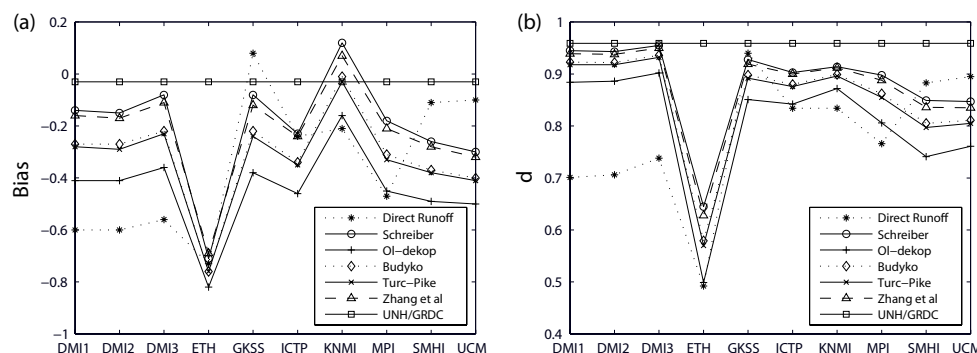 (a)
Bias
0.2
0
−0.2
−0.4
−0.6
−0.8
−1
DMI1 DMI2 DMI3 ETH GKSS ICTP KNMI MPI SMHI UCM
Direct Runoff
Schreiber
Ol−dekop
Budyko
Turc−Pike
Zhang et al
UNH/GRDC
(b)
d
1
0.9
0.8
0.7
0.6
0.5
0.4
DMI1 DMI2 DMI3 ETH GKSS ICTP KNMI MPI SMHI UCM
Direct Runoff
Schreiber
Ol−dekop
Budyko
Turc−Pike
Zhang et al
UNH/GRDC